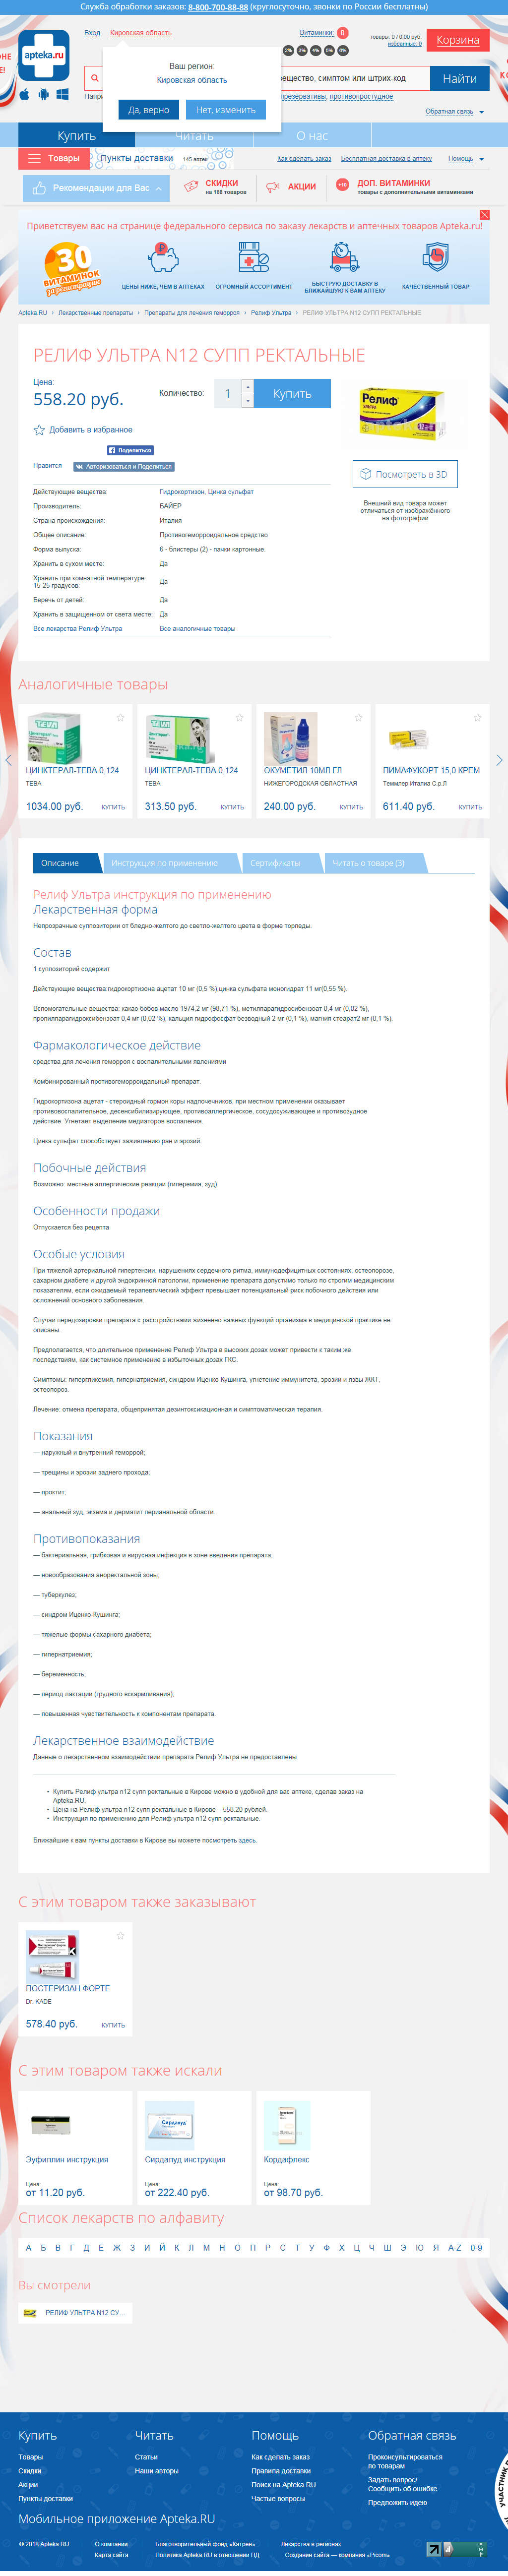 Служба обработки заказов: 8-800-700-88-88 (круглосуточно, звонки по России бесплатны)
Вход
Кировская область
Витамины: 0
товары: 0 / 0.00 руб.
избранные: 0
Корзина
apteka.ru
2% 3% 4% 5% 8%
Ваш регион:
Кировская область
Да, верно
Нет, изменить
ещество, симптом или штрих-код
Найти
презервативы, противопростудное
Обратная связь
Купить
Читать
О нас
Товары
Пункты доставки
145 аптек
Как сделать заказ
Бесплатная доставка в аптеку
Помощь
Рекомендации для Вас
СКИДКИ
на 168 товаров
АКЦИИ
+10
ДОП. ВИТАМИНКИ
товары с дополнительными витаминками
Приветствуем вас на странице федерального сервиса по заказу лекарств и аптечных товаров Apteka.ru!
30
ВИТАМИНОК
за регистрацию
ЦЕНЫ НИЖЕ, ЧЕМ В АПТЕКАХ
ОГРОМНЫЙ АССОРТИМЕНТ
БЫСТРУЮ ДОСТАВКУ В
БЛИЖАЙШУЮ К ВАМ АПТЕКУ
КАЧЕСТВЕННЫЙ ТОВАР
Apteka.RU › Лекарственные препараты › Препараты для лечения геморроя › Релиф Ультра › РЕЛИФ УЛЬТРА N12 СУПП РЕКТАЛЬНЫЕ
РЕЛИФ УЛЬТРА N12 СУПП РЕКТАЛЬНЫЕ
Цена:
558.20 руб.
Количество:
1
Купить
Релиф
УЛЬТРА
Добавить в избранное
Поделиться
Нравится
Авторизоваться и Поделиться
Посмотреть в 3D
Внешний вид товара может
отличаться от изображённого
на фотографии
Действующие вещества: Гидрокортизон, Цинка сульфат
Производитель: БАЙЕР
Страна происхождения: Италия
Общее описание: Противогеморроидальное средство
Форма выпуска: 6 - блистеры (2) - пачки картонные.
Хранить в сухом месте: Да
Хранить при комнатной температуре
15-25 градусов: Да
Беречь от детей: Да
Хранить в защищенном от света месте: Да
Все лекарства Релиф Ультра
Все аналогичные товары
Аналогичные товары
ЦИНКТЕРАЛ-ТЕВА 0,124
ТЕВА
1034.00 руб.
КУПИТЬ
ЦИНКТЕРАЛ-ТЕВА 0,124
ТЕВА
313.50 руб.
КУПИТЬ
ОКУМЕТИЛ 10МЛ ГЛ
НИЖЕГОРОДСКАЯ ОБЛАСТНАЯ
240.00 руб.
КУПИТЬ
ПИМАФУКОРТ 15,0 КРЕМ
Теммлер Италиа С.р.Л
611.40 руб.
КУПИТЬ
Описание
Инструкция по применению
Сертификаты
Читать о товаре (3)
Релиф Ультра инструкция по применению
Лекарственная форма
Непрозрачные суппозитории от бледно-желтого до светло-желтого цвета в форме торпеды.
Состав
1 суппозиторий содержит
Действующие вещества:гидрокортизона ацетат 10 мг (0,5 %),цинка сульфата моногидрат 11 мг(0,55 %).
Вспомогательные вещества: какао бобов масло 1974,2 мг (98,71 %), метилпарагидроксибензоат 0,4 мг (0,02 %),
пропилпарагидроксибензоат 0,4 мг (0,02 %), кальция гидрофосфат безводный 2 мг (0,1 %), магния стеарат2 мг (0,1 %).
Фармакологическое действие
средства для лечения геморроя с воспалительными явлениями
Комбинированный противогеморроидальный препарат.
Гидрокортизона ацетат - стероидный гормон коры надпочечников, при местном применении оказывает
противовоспалительное, десенсибилизирующее, противоаллергическое, сосудосуживающее и противозудное
действие. Угнетает выделение медиаторов воспаления.
Цинка сульфат способствует заживлению ран и эрозий.
Побочные действия
Возможно: местные аллергические реакции (гиперемия, зуд).
Особенности продажи
Отпускается без рецепта
Особые условия
При тяжелой артериальной гипертензии, нарушениях сердечного ритма, иммунодефицитных состояниях, остеопорозе,
сахарном диабете и другой эндокринной патологии, применение препарата допустимо только по строгим медицинским
показателям, если ожидаемый терапевтический эффект превышает потенциальный риск побочного действия или
осложнений основного заболевания.
Случаи передозировки препарата с расстройствами жизненно важных функций организма в медицинской практике не
описаны.
Предполагается, что длительное применение Релиф Ультра в высоких дозах может привести к таким же
последствиям, как системное применение в избыточных дозах ГКС.
Симптомы: гипергликемия, гипернатриемия, синдром Иценко-Кушинга, угнетение иммунитета, эрозии и язвы ЖКТ,
остеопороз.
Лечение: отмена препарата, общепринятая дезинтоксикационная и симптоматическая терапия.
Показания
— наружный и внутренний геморрой;
— трещины и эрозии заднего прохода;
— проктит;
— анальный зуд, экзема и дерматит перианальной области.
Противопоказания
— бактериальная, грибковая и вирусная инфекция в зоне введения препарата;
— новообразования аноректальной зоны;
— туберкулез;
— синдром Иценко-Кушинга;
— тяжелые формы сахарного диабета;
— гипернатриемия;
— беременность;
— период лактации (грудного вскармливания);
— повышенная чувствительность к компонентам препарата.
Лекарственное взаимодействие
Данные о лекарственном взаимодействии препарата Релиф Ультра не предоставлены
• Купить Релиф ультра n12 супп ректальные в Кирове можно в удобной для вас аптеке, сделав заказ на
Apteka.RU.
• Цена на Релиф ультра n12 супп ректальные в Кирове – 558.20 рублей.
• Инструкция по применению для Релиф ультра n12 супп ректальные.
Ближайшие к вам пункты доставки в Кирове вы можете посмотреть здесь.
С этим товаром также заказывают
ПОСТЕРИЗАН ФОРТЕ
Dr. KADE
578.40 руб.
КУПИТЬ
С этим товаром также искали
Эуфиллин инструкция
Цена:
от 11.20 руб.
Сирдалуд инструкция
Цена:
от 222.40 руб.
Кордафлекс
Цена:
от 98.70 руб.
Список лекарств по алфавиту
А Б В Г Д Е Ж З И Й К Л М Н О П Р С Т У Ф Х Ц Ч Ш Э Ю Я A-Z 0-9
Вы смотрели
РЕЛИФ УЛЬТРА N12 СУ...
Купить
Читать
Помощь
Обратная связь
Товары
Скидки
Акции
Пункты доставки
Статьи
Наши авторы
Как сделать заказ
Правила доставки
Поиск на Apteka.RU
Частые вопросы
Проконсультироваться
по товарам
Задать вопрос/
Сообщить об ошибке
Предложить идею
Мобильное приложение Apteka.RU
© 2018 Apteka.RU
О компании
Карта сайта
Благотворительный фонд «Катрен»
Политика Apteka.RU в отношении ПД
Лекарства в регионах
Создание сайта — компания «Picom»